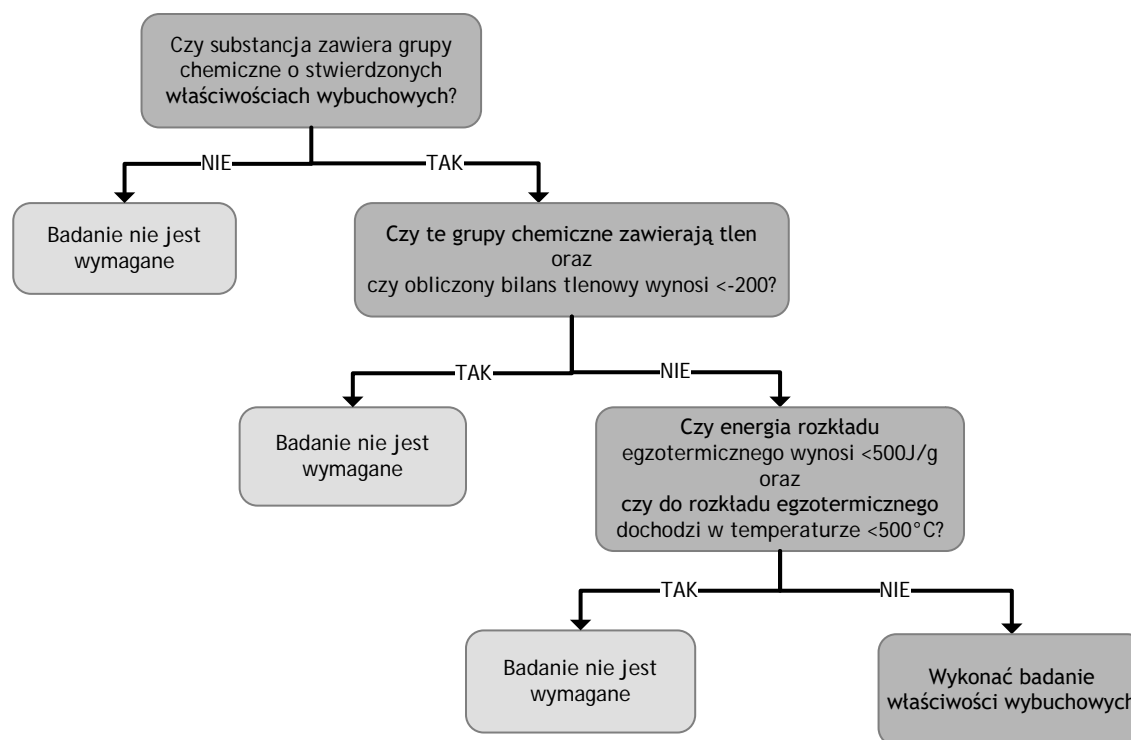 Czy substancja zawiera grupy
chemiczne o stwierdzonych
właściwościach wybuchowych?
NIE
TAK
Badanie nie jest
wymagane
Czy te grupy chemiczne zawierają tlen
oraz
czy obliczony bilans tlenowy wynosi <-200?
TAK
NIE
Badanie nie jest
wymagane
Czy energia rozkładu
egzotermicznego wynosi <500J/g
oraz
czy do rozkładu egzotermicznego
dochodzi w temperaturze <500°C?
TAK
NIE
Badanie nie jest
wymagane
Wykonać badanie
właściwości wybuchowych